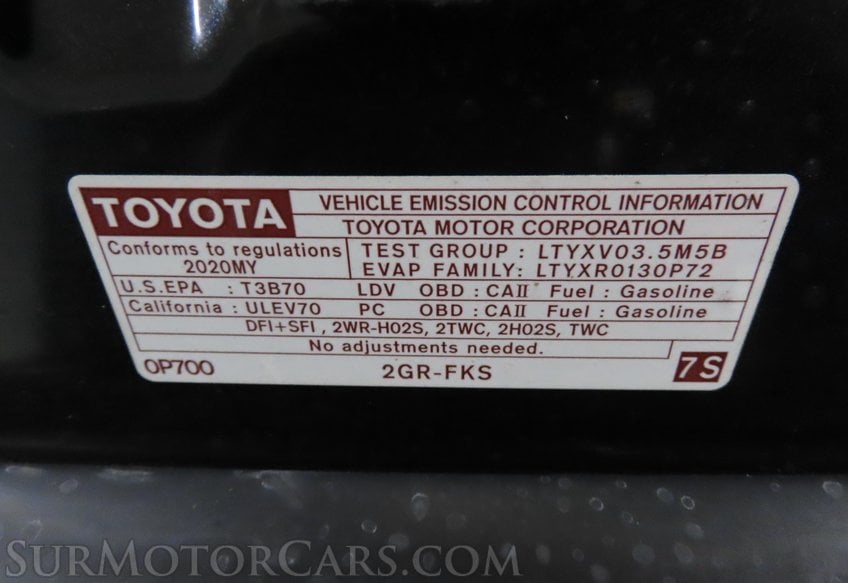 TOYOTA
VEHICLE EMISSION CONTROL INFORMATION
TOYOTA MOTOR CORPORATION
Conforms to regulations
2020MY
TEST GROUP : LTYXV03.5M5B
EVAP FAMILY: LTYXR0130P72
U.S.EPA : T3B70 LDV OBD : CAII Fuel : Gasoline
California : ULEV70 PC OBD : CAII Fuel : Gasoline
DFI+SFI , 2WR-HO2S, 2TWC, 2HO2S, TWC
No adjustments needed.
0P700 2GR-FKS 7S
SURMOTORCARS.COM